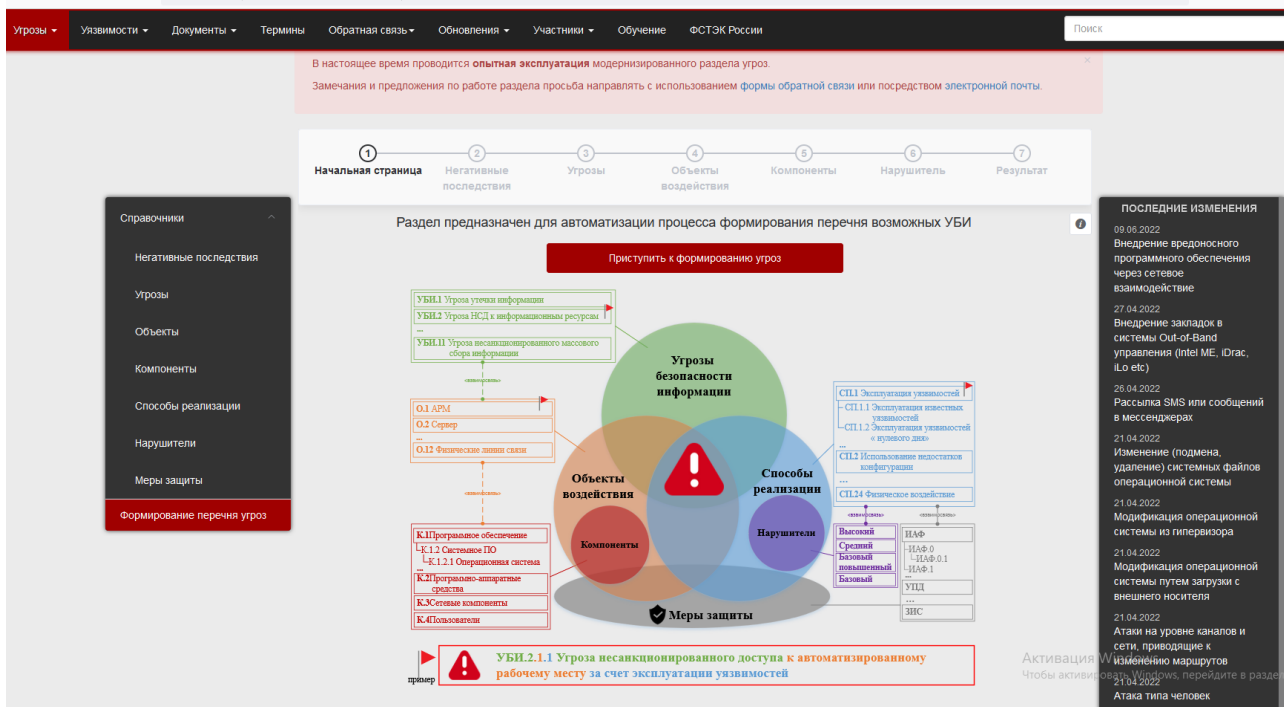 Угрозы
Уязвимости
Документы
Термины
Обратная связь
Обновления
Участники
Обучение
ФСТЭК России
Поиск
В настоящее время проводится опытная эксплуатация модернизированного раздела угроз.
Замечания и предложения по работе раздела просьба направлять с использованием формы обратной связи или посредством электронной почты.
1
Начальная страница
2
Негативные
последствия
3
Угрозы
4
Объекты
воздействия
5
Компоненты
6
Нарушитель
7
Результат
Справочники
Негативные последствия
Угрозы
Объекты
Компоненты
Способы реализации
Нарушители
Меры защиты
Формирование перечня угроз
Раздел предназначен для автоматизации процесса формирования перечня возможных УБИ
Приступить к формированию угроз
УБИ.1 Угроза утечки информации
УБИ.2 Угроза НСД к информационным ресурсам
...
УБИ.11 Угроза несанкционированного массового
сбора информации
О.1 АРМ
О.2 Сервер
...
О.12 Физические линии связи
К.1Программное обеспечение
К.1.2 Системное ПО
К.1.2.1 Операционная система
...
К.2Программно-аппаратные
средства
К.3Сетевые компоненты
К.4Пользователи
Угрозы
безопасности
информации
Объекты
воздействия
Способы
реализации
Компоненты
Нарушители
Меры защиты
СП.1 Эксплуатация уязвимостей
СП.1.1 Эксплуатация известных
уязвимостей
СП.1.2 Эксплуатация уязвимостей
« нулевого дня»
...
СП.2 Использование недостатков
конфигурации
...
СП.24 Физическое воздействие
Высокий
Средний
Базовый
повышенный
Базовый
ИАФ
ИАФ.0
ИАФ.0.1
ИАФ.1
...
УПД
...
ЗИС
пример
УБИ.2.1.1 Угроза несанкционированного доступа к автоматизированному
рабочему месту за счет эксплуатации уязвимостей
ПОСЛЕДНИЕ ИЗМЕНЕНИЯ
09.06.2022
Внедрение вредоносного
программного обеспечения
через сетевое
взаимодействие
27.04.2022
Внедрение закладок в
системы Out-of-Band
управления (Intel ME, iDrac,
iLo etc)
26.04.2022
Рассылка SMS или сообщений
в мессенджерах
21.04.2022
Изменение (подмена,
удаление) системных файлов
операционной системы
21.04.2022
Модификация операционной
системы из гипервизора
21.04.2022
Модификация операционной
системы путем загрузки с
внешнего носителя
21.04.2022
Атаки на уровне каналов и
сети, приводящие к
изменению маршрутов
21.04.2022
Атака типа человек
Активация Windows
Чтобы активировать Windows, перейдите в раздел